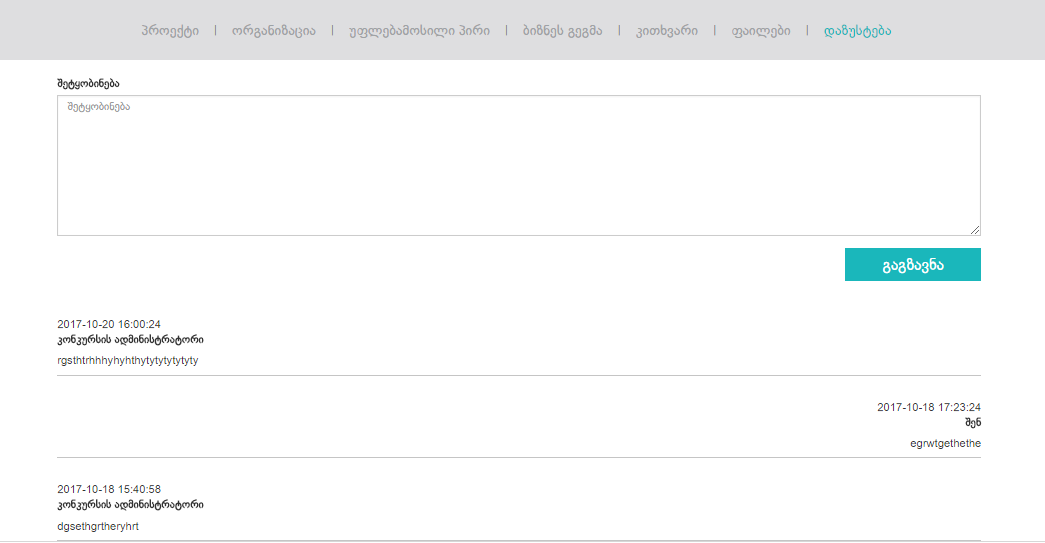 პროექტი | ორგანიზაცია | უფლებამოსილი პირი | ბიზნეს გეგმა | კითხვარი | ფაილები | დაზუსტება
შეტყობინება
შეტყობინება
გაგზავნა
2017-10-20 16:00:24
კონკურსის ადმინისტრატორი
rgsthtrhhhyhyhthytytytytytyty
2017-10-18 17:23:24
შენ
egrwtgethethe
2017-10-18 15:40:58
კონკურსის ადმინისტრატორი
dgsethgrtheryhrt